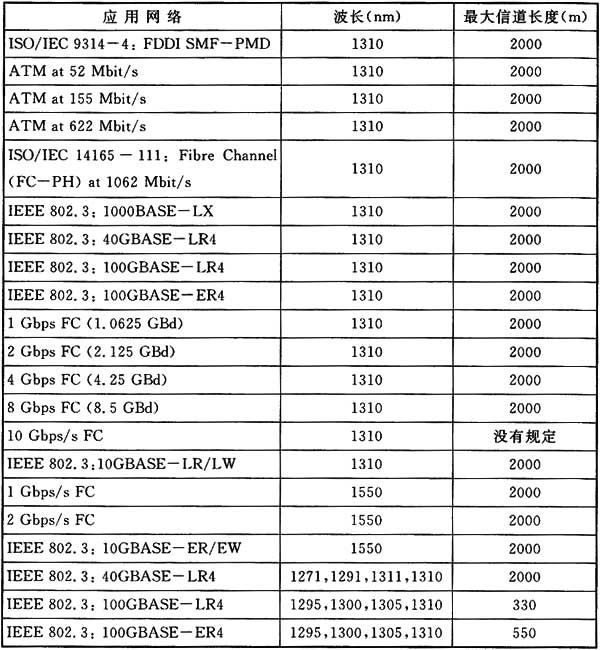 应用网络 波长(nm) 最大信道长度(m)
ISO/IEC 9314-4: FDDI SMF-PMD 1310 2000
ATM at 52 Mbit/s 1310 2000
ATM at 155 Mbit/s 1310 2000
ATM at 622 Mbit/s 1310 2000
ISO/IEC 14165-111: Fibre Channel
(FC-PH) at 1062 Mbit/s 1310 2000
IEEE 802.3: 1000BASE-LX 1310 2000
IEEE 802.3: 40GBASE-LR4 1310 2000
IEEE 802.3: 100GBASE-LR4 1310 2000
IEEE 802.3: 100GBASE-ER4 1310 2000
1 Gbps FC (1.0625 GBd) 1310 2000
2 Gbps FC (2.125 GBd) 1310 2000
4 Gbps FC (4.25 GBd) 1310 2000
8 Gbps FC (8.5 GBd) 1310 2000
10 Gbps/s FC 1310 没有规定
IEEE 802.3:10GBASE-LR/LW 1310 2000
1 Gbps/s FC 1550 2000
2 Gbps/s FC 1550 2000
IEEE 802.3: 10GBASE-ER/EW 1550 2000
IEEE 802.3: 40GBASE-LR4 1271,1291,1311,1310 2000
IEEE 802.3: 100GBASE-LR4 1295,1300,1305,1310 330
IEEE 802.3: 100GBASE-ER4 1295,1300,1305,1310 550